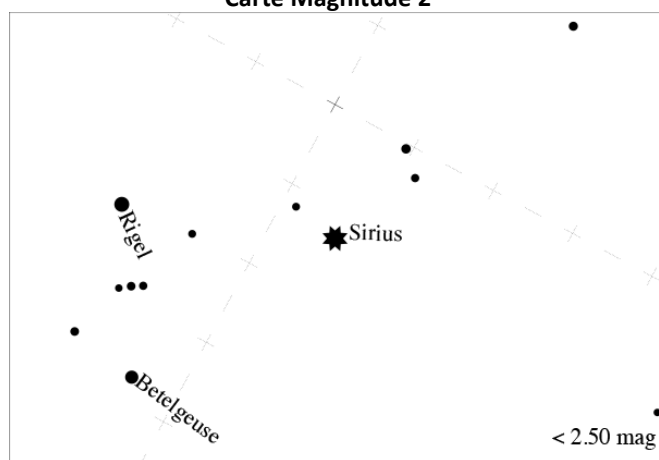 Carte Magnitude 2
Rigel
Sirius
Betelgeuse
< 2.50 mag